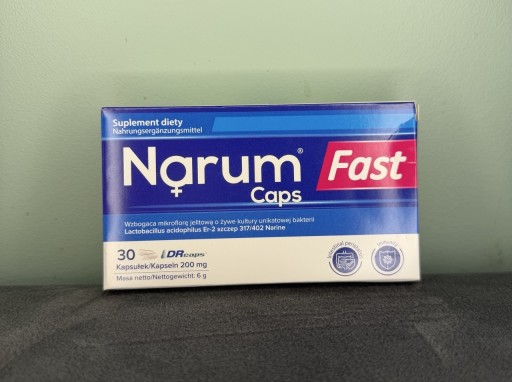 Suplement diety
Nahrungsergänzungsmittel
Narum® Fast
Caps
Wzbogaca mikroflorę jelitową o żywe kultury unikatowej bakterii
Lactobacillus acidophilus Er-2 szczep 317/402 Narine
30 DRcaps
Kapsułek/Kapseln 200 mg
Masa netto/Nettogewicht: 6 g